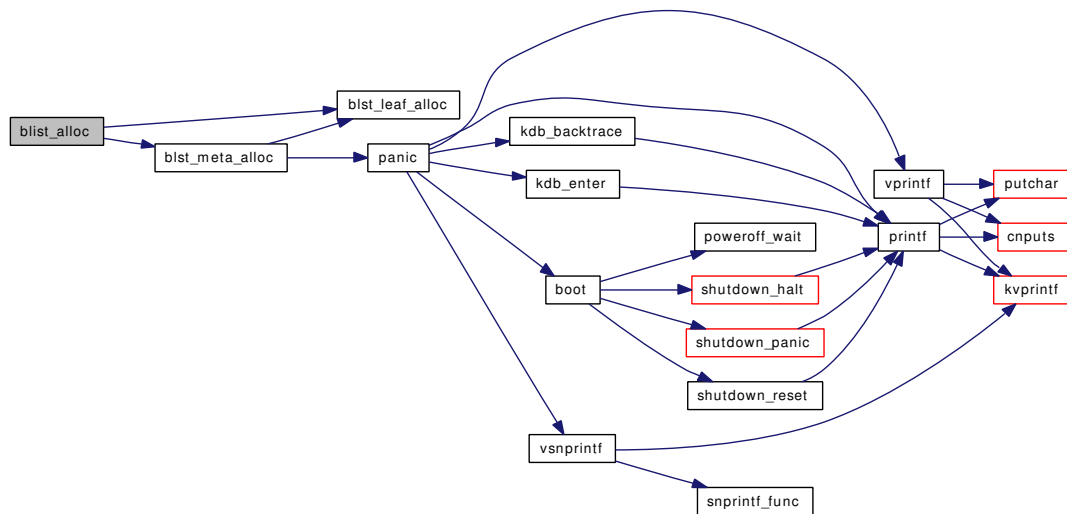 blist_alloc
blst_leaf_alloc
blst_meta_alloc
panic
kdb_backtrace
kdb_enter
boot
poweroff_wait
shutdown_halt
shutdown_panic
shutdown_reset
vsnprintf
snprintf_func
vprintf
printf
putchar
cnputs
kvprintf